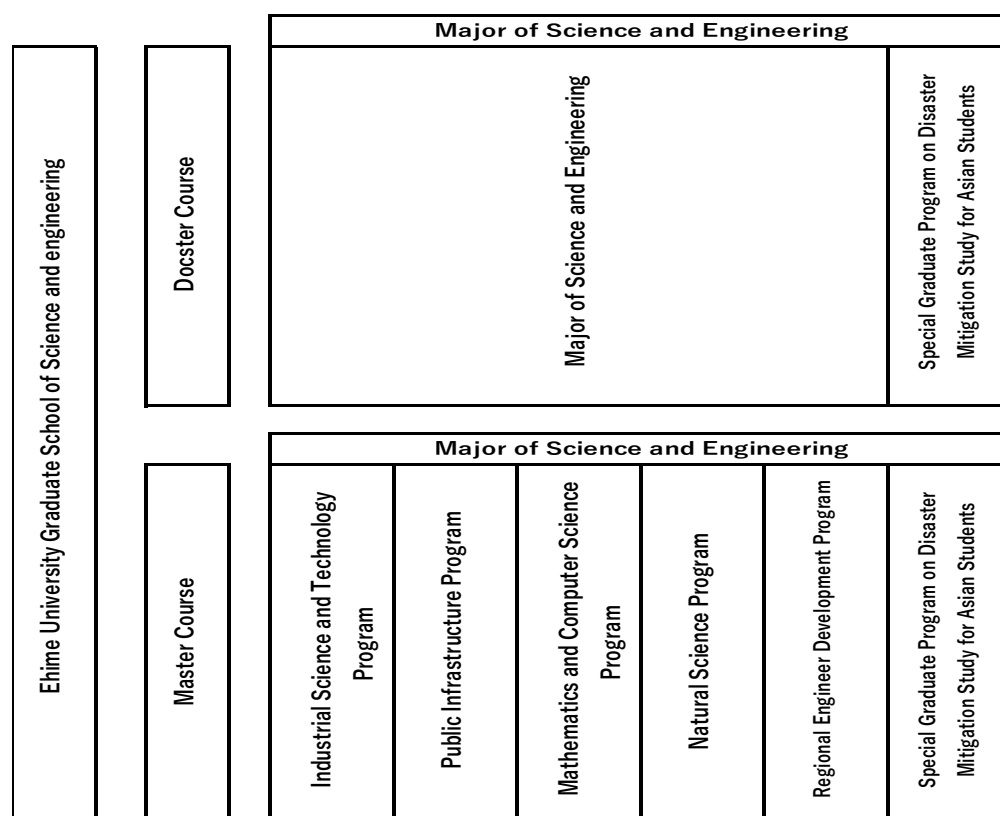 Ehime University Graduate School of Science and engineering
Docster Course
Major of Science and Engineering
Major of Science and Engineering
Special Graduate Program on Disaster
Mitigation Study for Asian Students
Master Course
Major of Science and Engineering
Industrial Science and Technology
Program
Public Infrastructure Program
Mathematics and Computer Science
Program
Natural Science Program
Regional Engineer Development Program
Special Graduate Program on Disaster
Mitigation Study for Asian Students